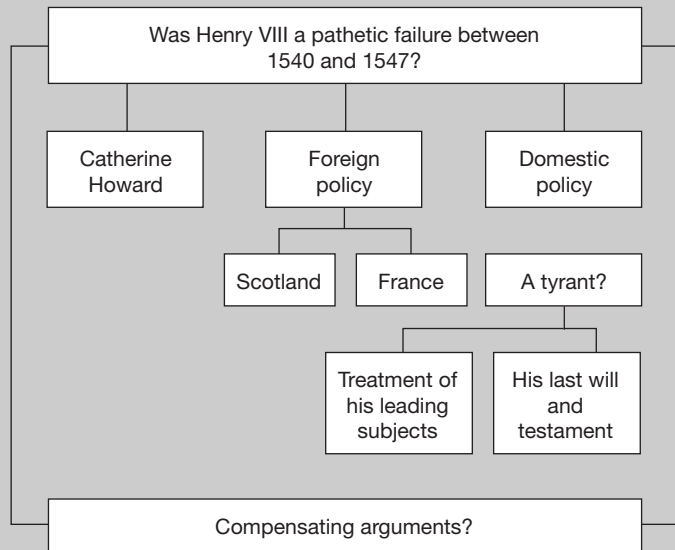 Was Henry VIII a pathetic failure between
1540 and 1547?
Catherine
Howard
Foreign
policy
Domestic
policy
Scotland
France
A tyrant?
Treatment of
his leading
subjects
His last will
and
testament
Compensating arguments?